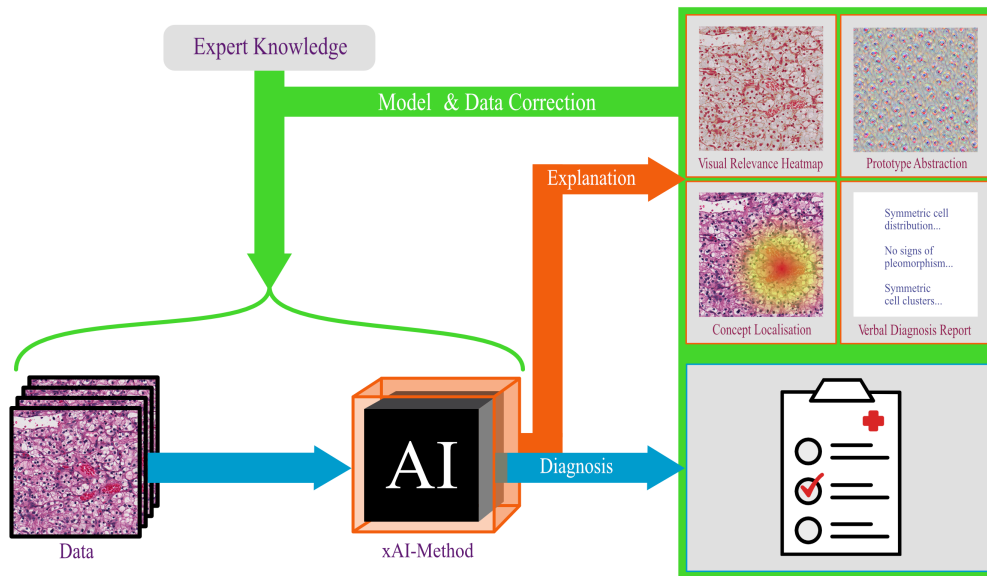 Expert Knowledge
Model & Data Correction
Explanation
Visual Relevance Heatmap
Prototype Abstraction
Symmetric cell
distribution...
No signs of
pleomorphism...
Symmetric
cell clusters...
Concept Localisation
Verbal Diagnosis Report
AI
Diagnosis
Data
xAI-Method